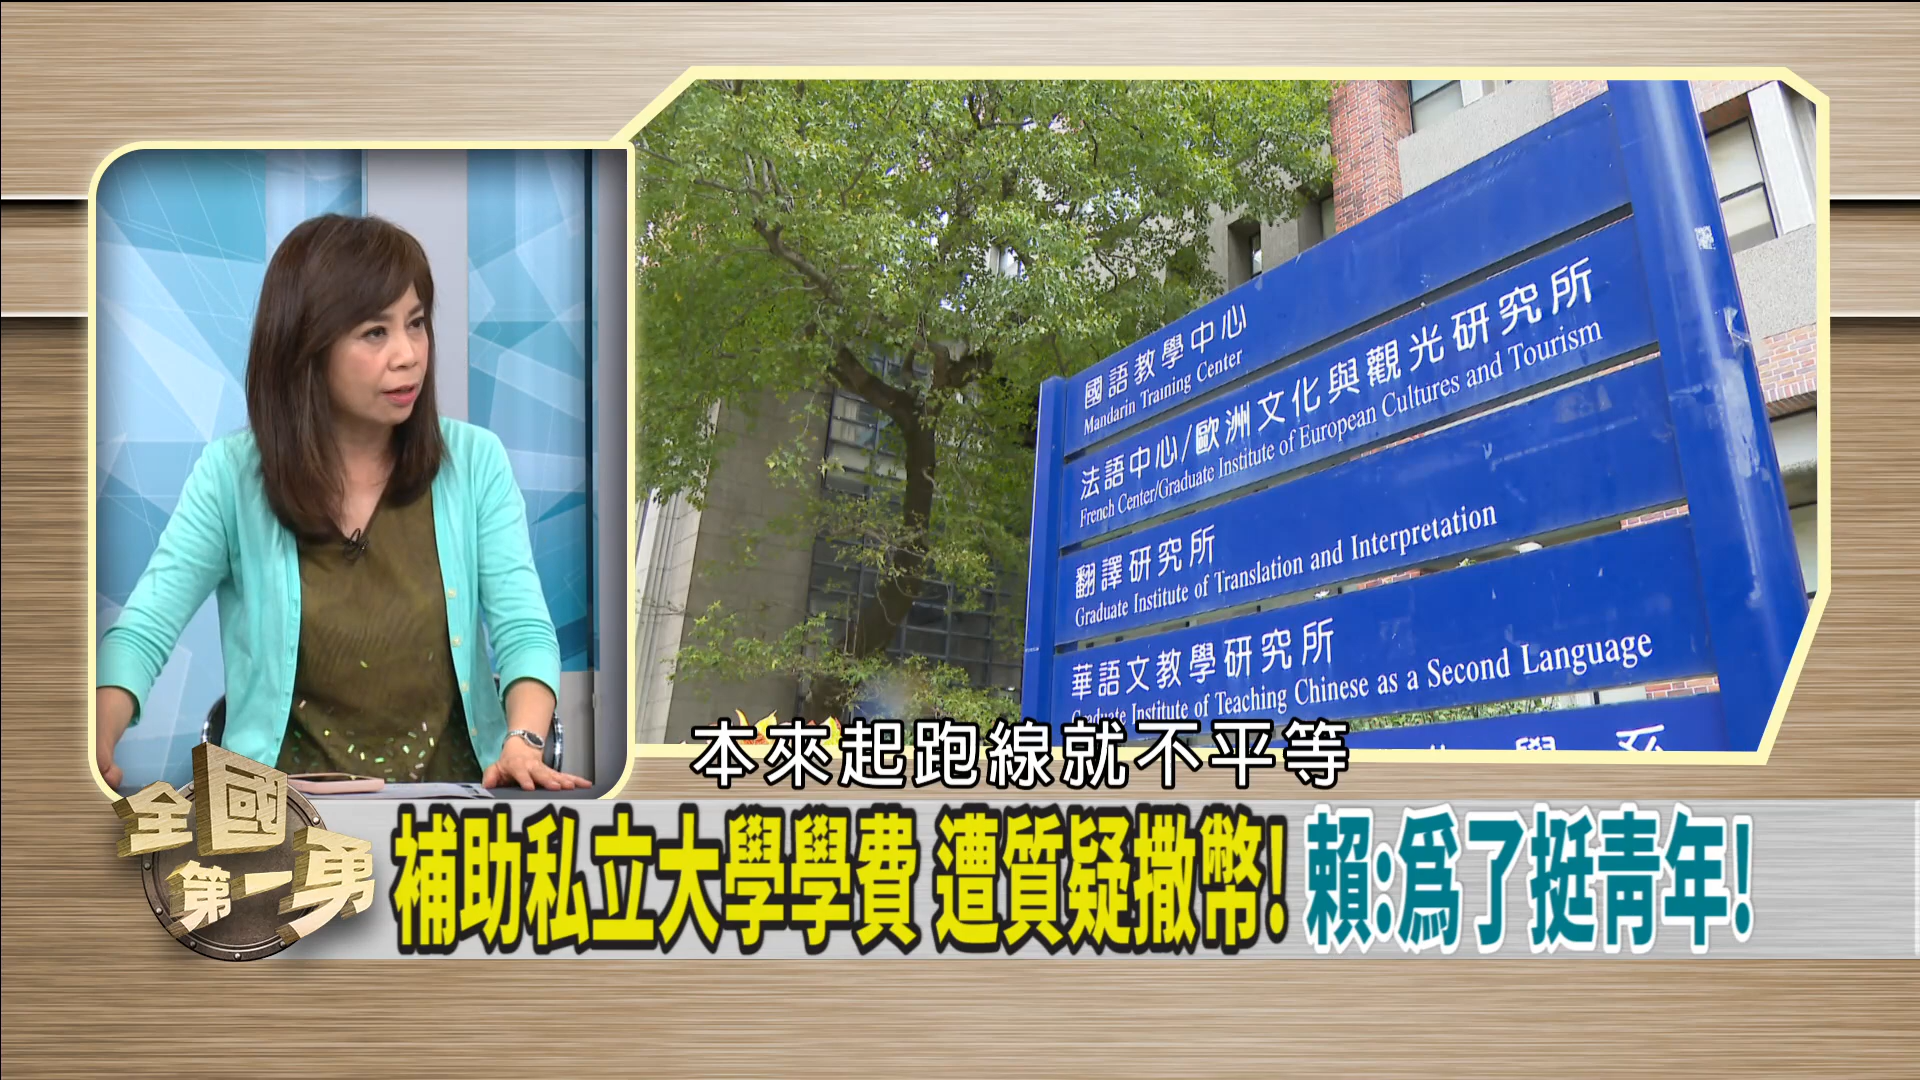 國語教學中心
Mandarin Training Center
法語中心/歐洲文化與觀光研究所
French Center/Graduate Institute of European Cultures and Tourism
翻譯研究所
Graduate Institute of Translation and Interpretation
華語文教學研究所
Graduate Institute of Teaching Chinese as a Second Language
本來起跑線就不平等
全國
第一勇
補助私立大學學費 遭質疑撒幣! 賴:為了挺青年!